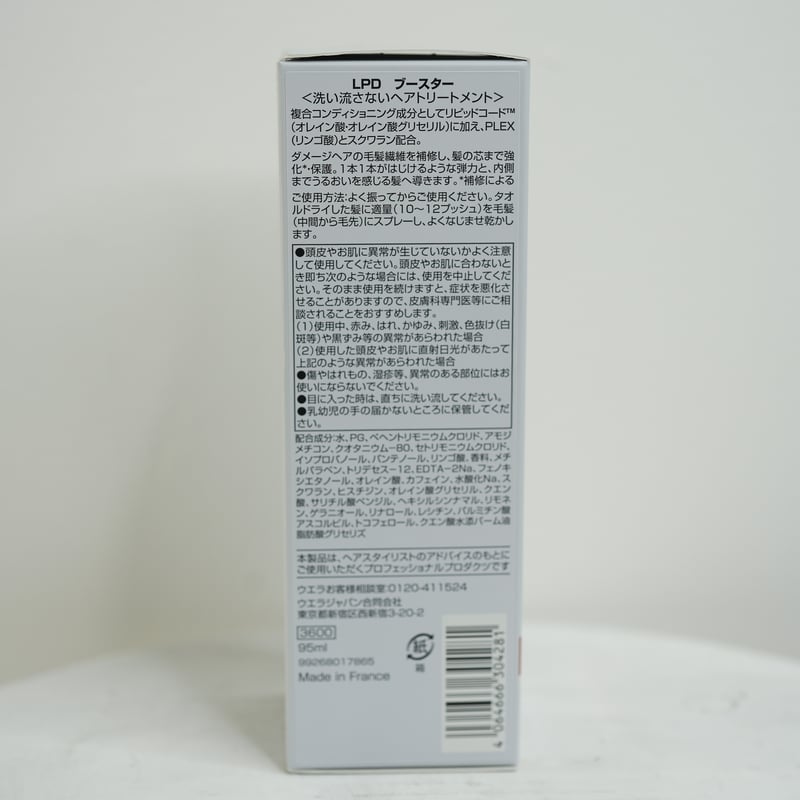 LPD ブースター
<洗い流さないヘアトリートメント>
複合コンディショニング成分としてリピッドコード™
(オレイン酸・オレイン酸グリセリル)に加え、PLEX
(リンゴ酸)とスクワラン配合。
ダメージヘアの毛髪繊維を補修し、髪の芯まで強
化*・保護。1本1本がはじけるような弾力と、内側
までうるおいを感じる髪へ導きます。*補修による
ご使用方法:よく振ってからご使用ください。タオ
ルドライした髪に適量(10〜12プッシュ)を毛髪
(中間から毛先)にスプレーし、よくなじませ乾かし
ます。
●頭皮やお肌に異常が生じていないかよく注意
して使用してください。頭皮やお肌に合わないと
き即ち次のような場合には、使用を中止してくだ
さい。そのまま使用を続けますと、症状を悪化さ
せることがありますので、皮膚科専門医等にご相
談されることをおすすめします。
(1)使用中、赤み、はれ、かゆみ、刺激、色抜け(白
斑等)や黒ずみ等の異常があらわれた場合
(2)使用した頭皮やお肌に直射日光があたって
上記のような異常があらわれた場合
●傷やはれもの、湿疹等、異常のある部位にはお
使いにならないでください。
●目に入った時は、直ちに洗い流してください。
●乳幼児の手の届かないところに保管してくだ
さい。
配合成分:水、PG、ベヘントリモニウムクロリド、アモジ
メチコン、クオタニウム-80、セトリモニウムクロリド、
イソプロパノール、パンテノール、リンゴ酸、香料、メチ
ルパラベン、トリデセス-12、EDTA-2Na、フェノキ
シエタノール、オレイン酸、カフェイン、水酸化Na、ス
クワラン、ヒスチジン、オレイン酸グリセリル、クエン
酸、サリチル酸ベンジル、ヘキシルシンナマル、リモネ
ン、ゲラニオール、リナロール、レシチン、パルミチン酸
アスコルビル、トコフェロール、クエン酸水添パーム油
脂肪酸グリセリズ
本製品は、ヘアスタイリストのアドバイスのもとに
ご使用いただくプロフェッショナルプロダクツです
ウエラお客様相談室:0120-411524
ウエラジャパン合同会社
東京都新宿区西新宿3-20-2
3600
95ml
99268017865
Made in France
紙
箱
4 064666 304281